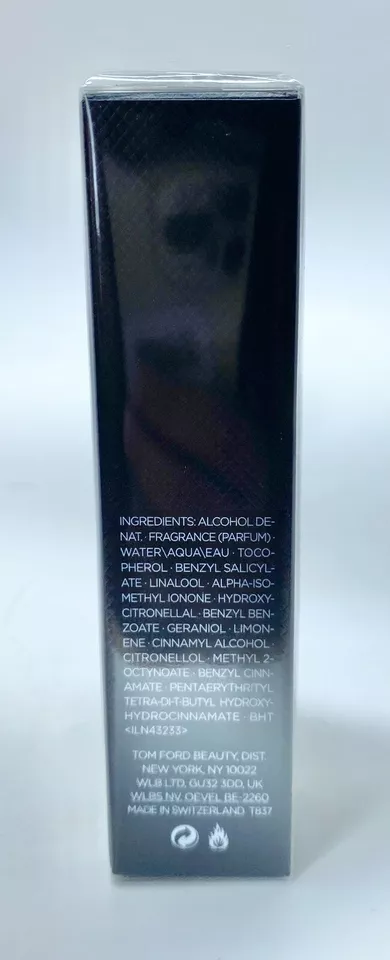 INGREDIENTS: ALCOHOL DE-
NAT. · FRAGRANCE (PARFUM) ·
WATER\AQUA\EAU · TOCO-
PHEROL · BENZYL SALICYL-
ATE · LINALOOL · ALPHA-ISO-
METHYL IONONE · HYDROXY-
CITRONELLAL · BENZYL BEN-
ZOATE · GERANIOL · LIMON-
ENE · CINNAMYL ALCOHOL ·
CITRONELLOL · METHYL 2-
OCTYNOATE · BENZYL CINN-
AMATE PENTAERYTHRITYL
TETRA-DI-T-BUTYL HYDROXY-
HYDROCINNAMATE · BHT
<ILN43233>
TOM FORD BEAUTY, DIST.
NEW YORK, NY 10022
WLB LTD, GU32 3DD, UK
WLBS NV, OEVEL BE-2260
MADE IN SWITZERLAND T837